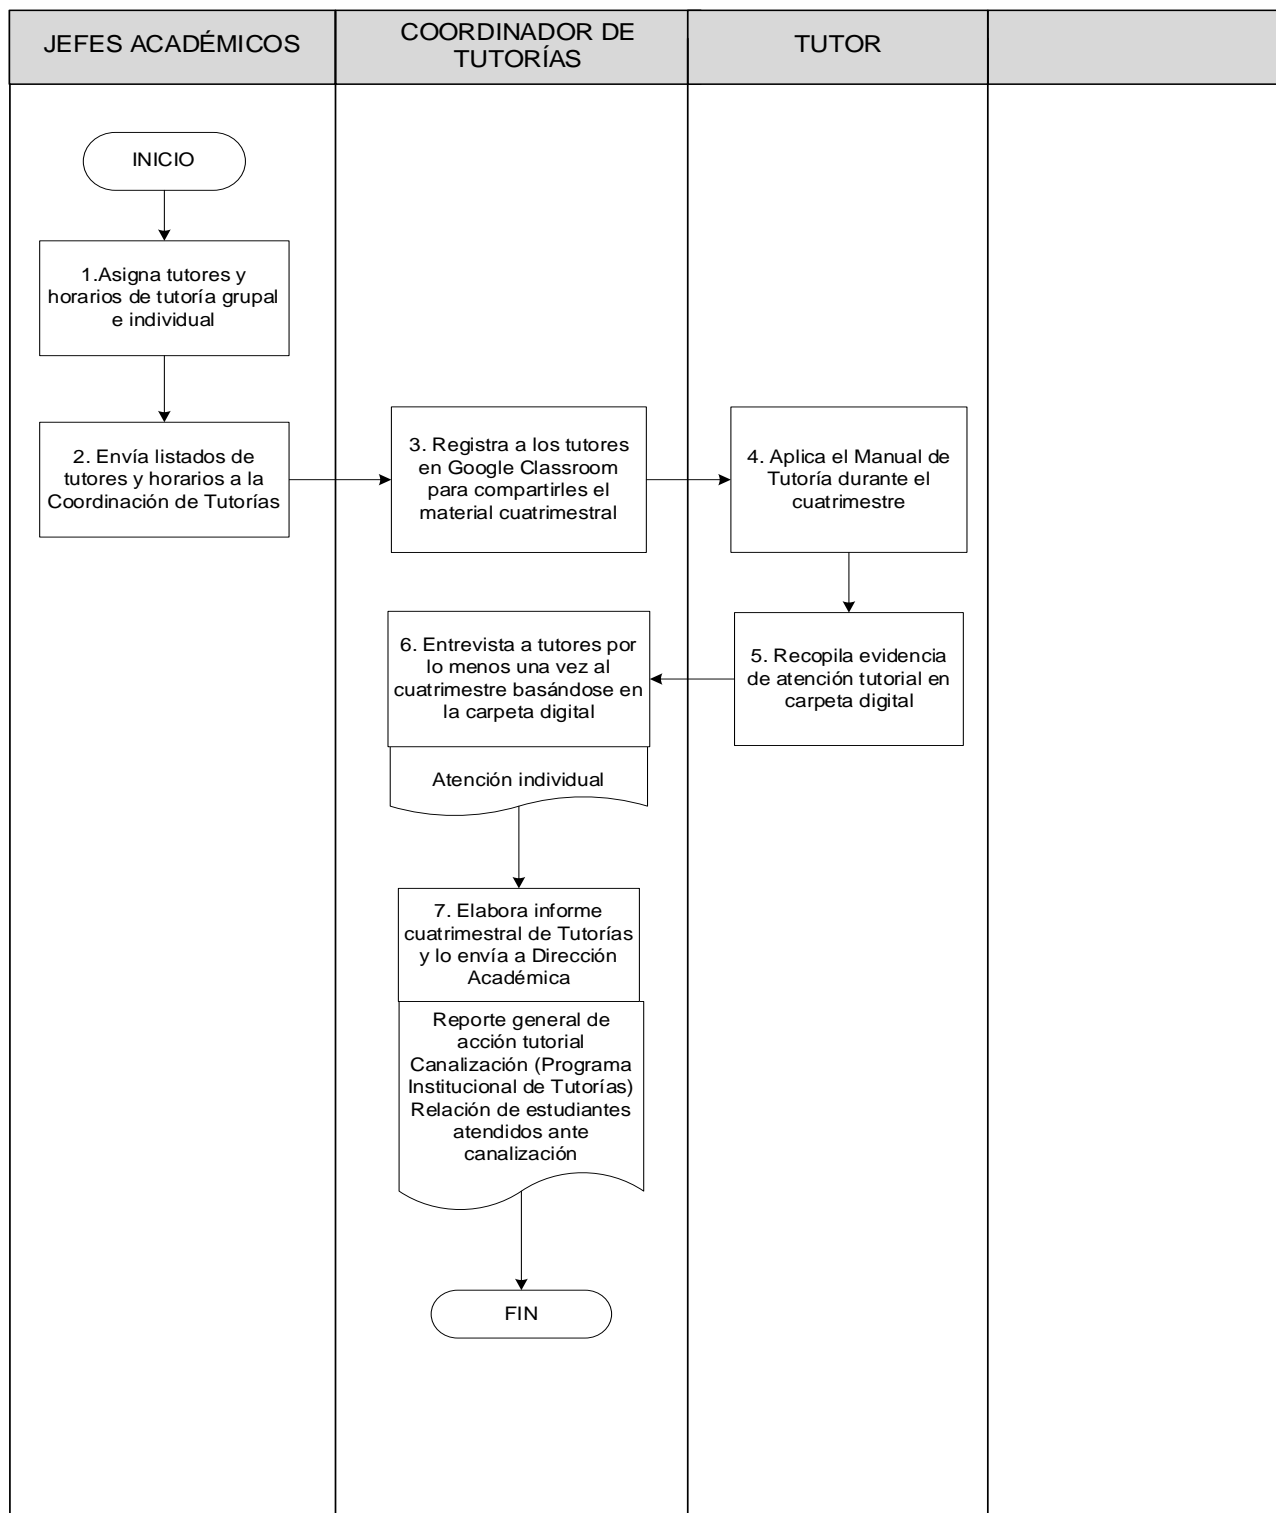 JEFES ACADÉMICOS
COORDINADOR DE
TUTORÍAS
TUTOR
INICIO
1.Asigna tutores y
horarios de tutoría grupal
e individual
2. Envía listados de
tutores y horarios a la
Coordinación de Tutorías
3. Registra a los tutores
en Google Classroom
para compartirles el
material cuatrimestral
4. Aplica el Manual de
Tutoría durante el
cuatrimestre
5. Recopila evidencia
de atención tutorial en
carpeta digital
6. Entrevista a tutores por
lo menos una vez al
cuatrimestre basándose en
la carpeta digital
Atención individual
7. Elabora informe
cuatrimestral de Tutorías
y lo envía a Dirección
Académica
Reporte general de
acción tutorial
Canalización (Programa
Institucional de Tutorías)
Relación de estudiantes
atendidos ante
canalización
FIN